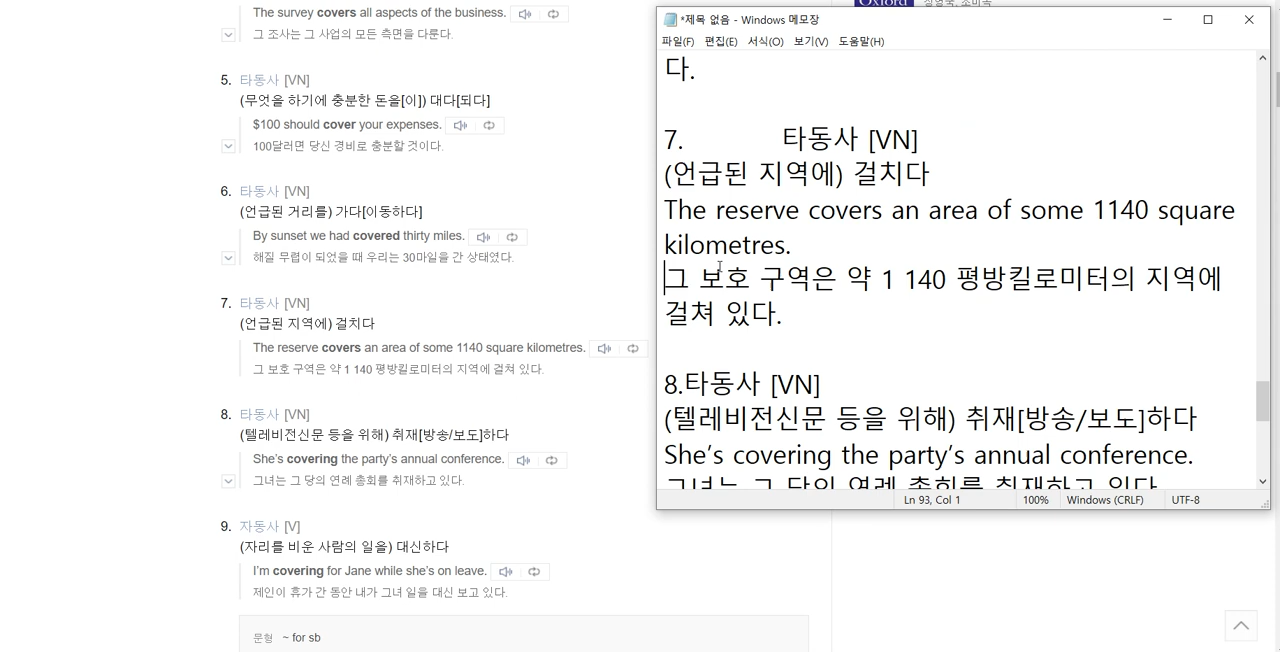 The survey covers all aspects of the business.
그 조사는 그 사업의 모든 측면을 다룬다.
5. 타동사 [VN]
(무엇을 하기에 충분한 돈을[이]) 대다[되다]
$100 should cover your expenses.
100달러면 당신 경비로 충분할 것이다.
6. 타동사 [VN]
(언급된 거리를) 가다[이동하다]
By sunset we had covered thirty miles.
해질 무렵이 되었을 때 우리는 30마일을 간 상태였다.
7. 타동사 [VN]
(언급된 지역에) 걸치다
The reserve covers an area of some 1140 square kilometres.
그 보호 구역은 약 1 140 평방킬로미터의 지역에 걸쳐 있다.
8. 타동사 [VN]
(텔레비전신문 등을 위해) 취재[방송/보도]하다
She's covering the party's annual conference.
그녀는 그 당의 연례 총회를 취재하고 있다.
9. 자동사 [V]
(자리를 비운 사람의 일을) 대신하다
I'm covering for Jane while she's on leave.
제인이 휴가 간 동안 내가 그녀 일을 대신 보고 있다.
문형 ~ for sb
Oxford
*제목 없음 - Windows 메모장
파일(F) 편집(E) 서식(O) 보기(V) 도움말(H)
다.
7. 타동사 [VN]
(언급된 지역에) 걸치다
The reserve covers an area of some 1140 square
kilometres.
그 보호 구역은 약 1 140 평방킬로미터의 지역에
걸쳐 있다.
8.타동사 [VN]
(텔레비전신문 등을 위해) 취재[방송/보도]하다
She's covering the party's annual conference.
그녀는 그 당의 연례 총회를 취재하고 있다
Ln 93, Col 1 100% Windows (CRLF) UTF-8